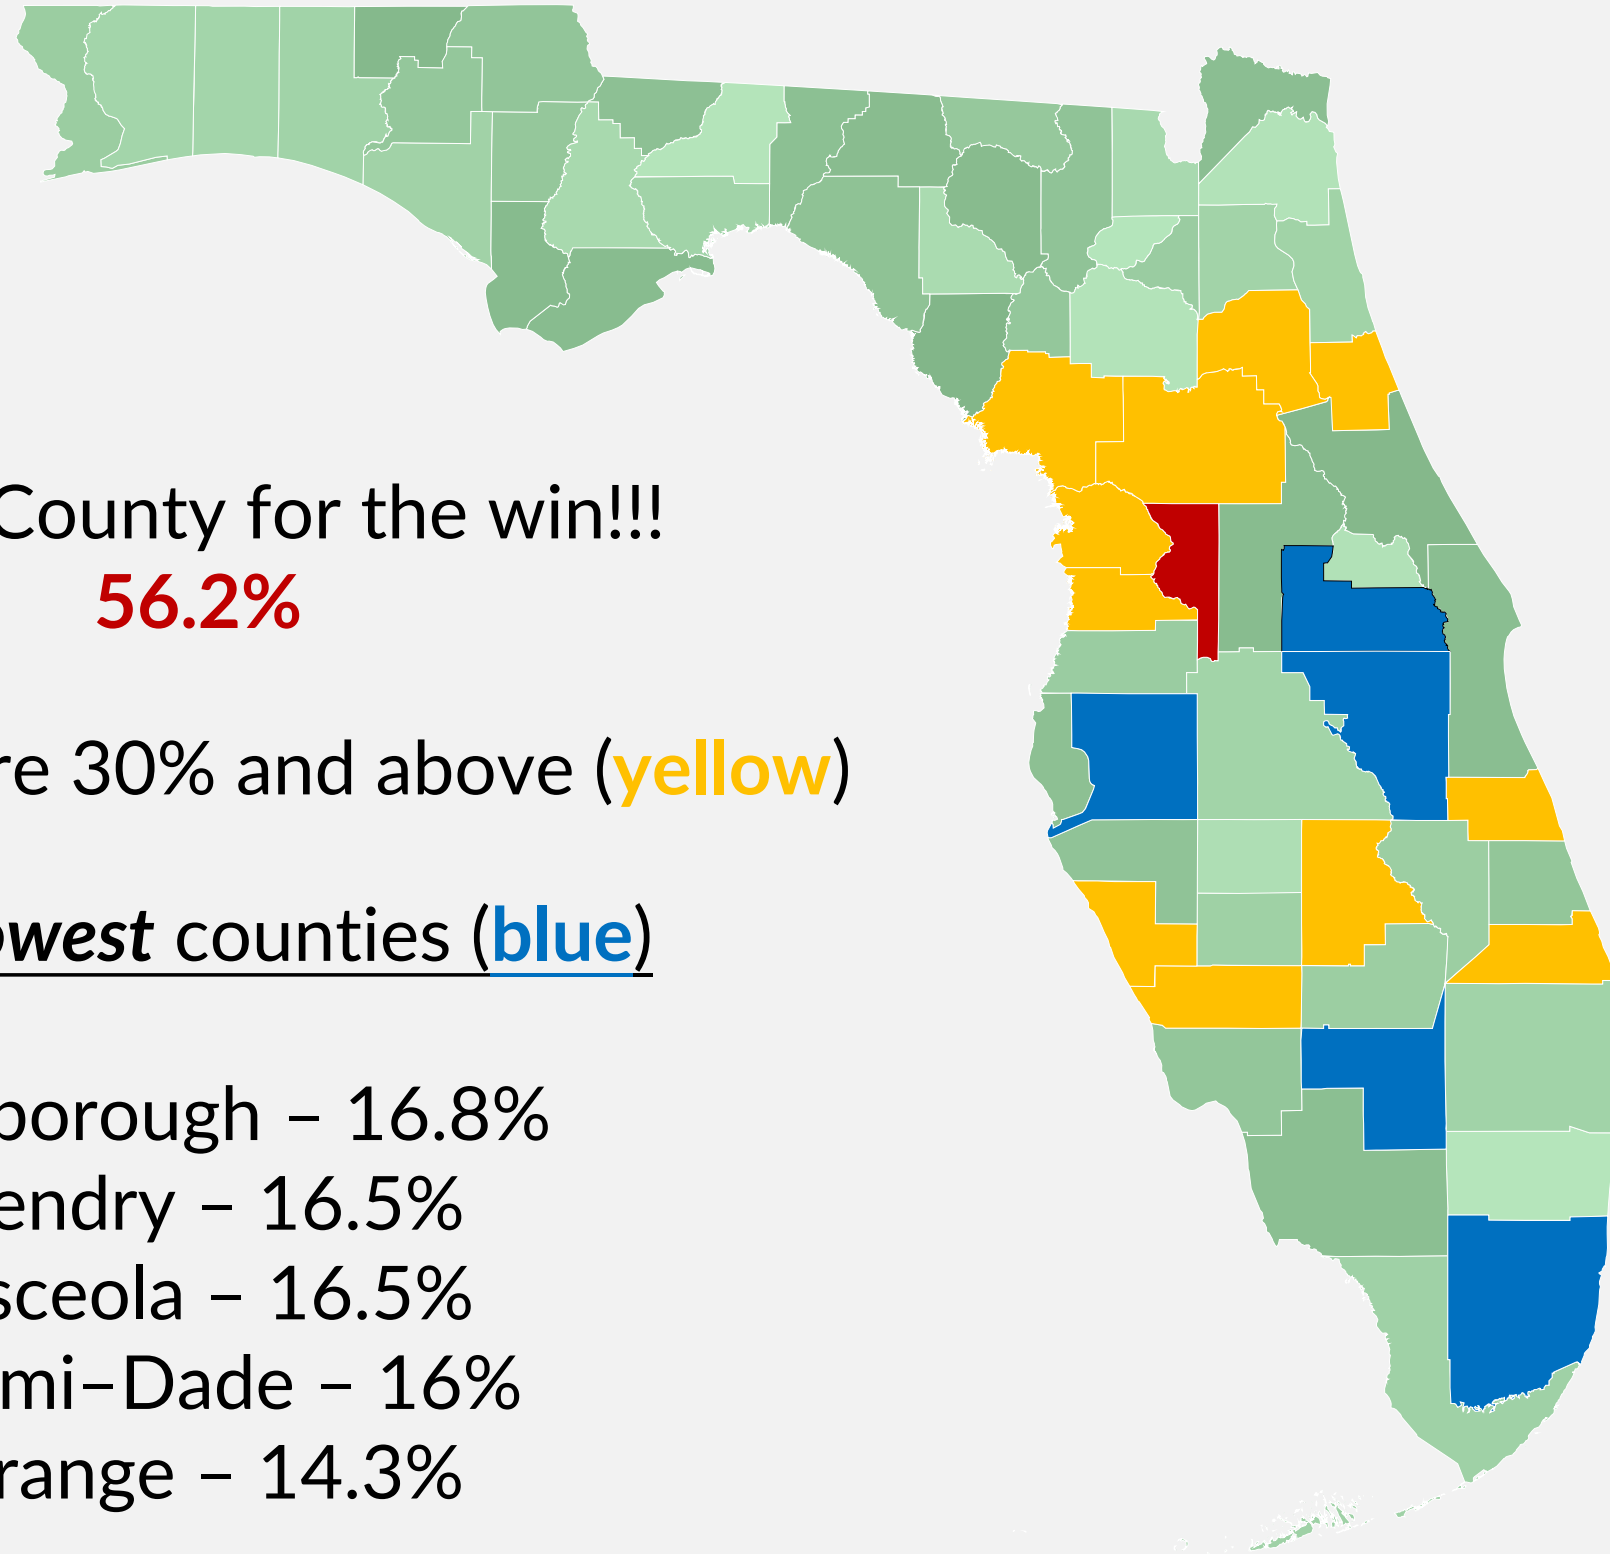 County for the win!!!
56.2%
re 30% and above (yellow)
owest counties (blue)
borough – 16.8%
endry – 16.5%
sceola – 16.5%
mi–Dade – 16%
range – 14.3%